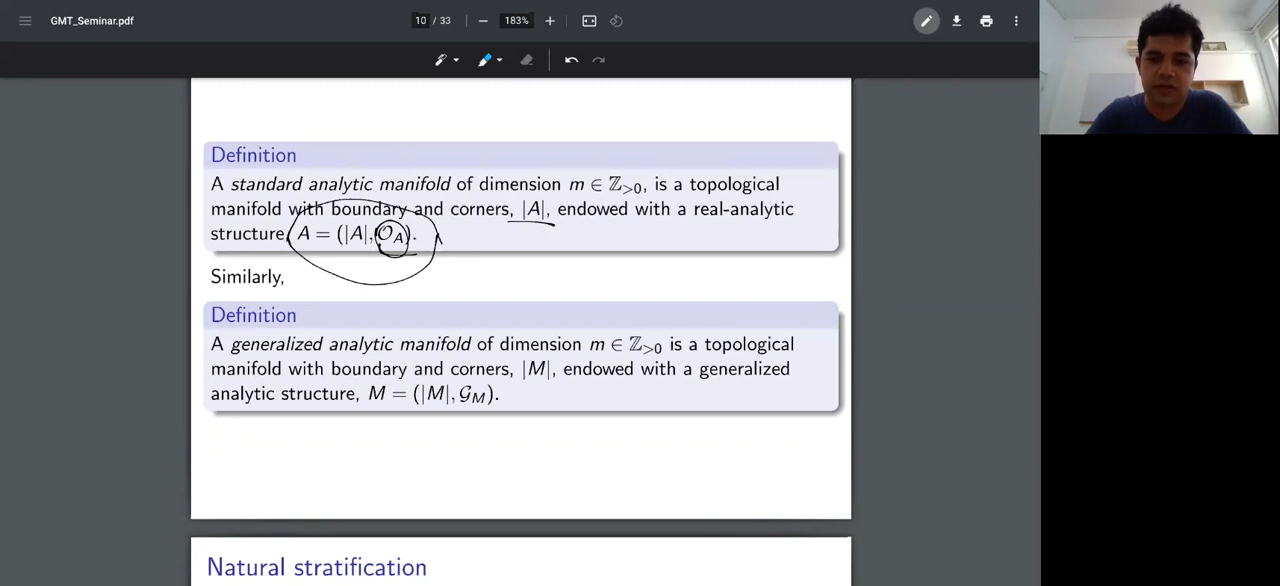 GMT_Seminar.pdf
10 / 33
183%
Definition
A standard analytic manifold of dimension m ∈ ℤ>0, is a topological
manifold with boundary and corners, |A|, endowed with a real-analytic
structure, A = (|A|, 𝒪_A).
Similarly,
Definition
A generalized analytic manifold of dimension m ∈ ℤ>0 is a topological
manifold with boundary and corners, |M|, endowed with a generalized
analytic structure, M = (|M|, 𝒢_M).
Natural stratification